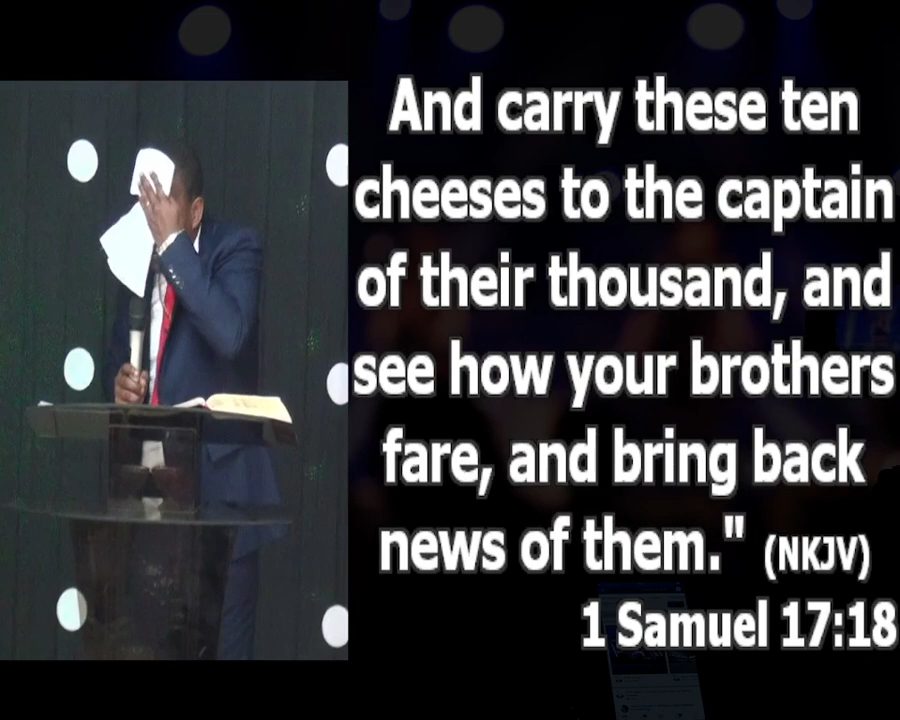 And carry these ten
cheeses to the captain
of their thousand, and
see how your brothers
fare, and bring back
news of them." (NKJV)
1 Samuel 17:18